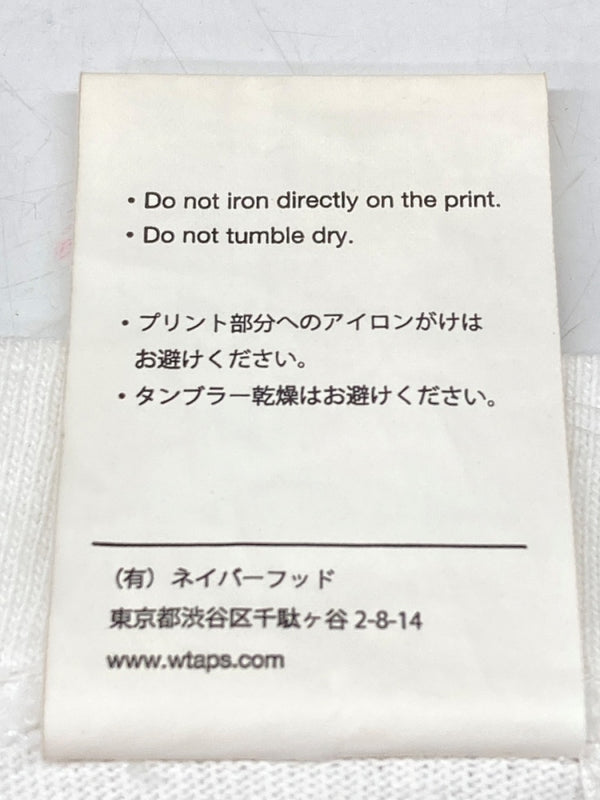 • Do not iron directly on the print.
• Do not tumble dry.
• プリント部分へのアイロンがけは
お避けください。
• タンブラー乾燥はお避けください。
（有）ネイバーフッド
東京都渋谷区千駄ヶ谷 2-8-14
www.wtaps.com